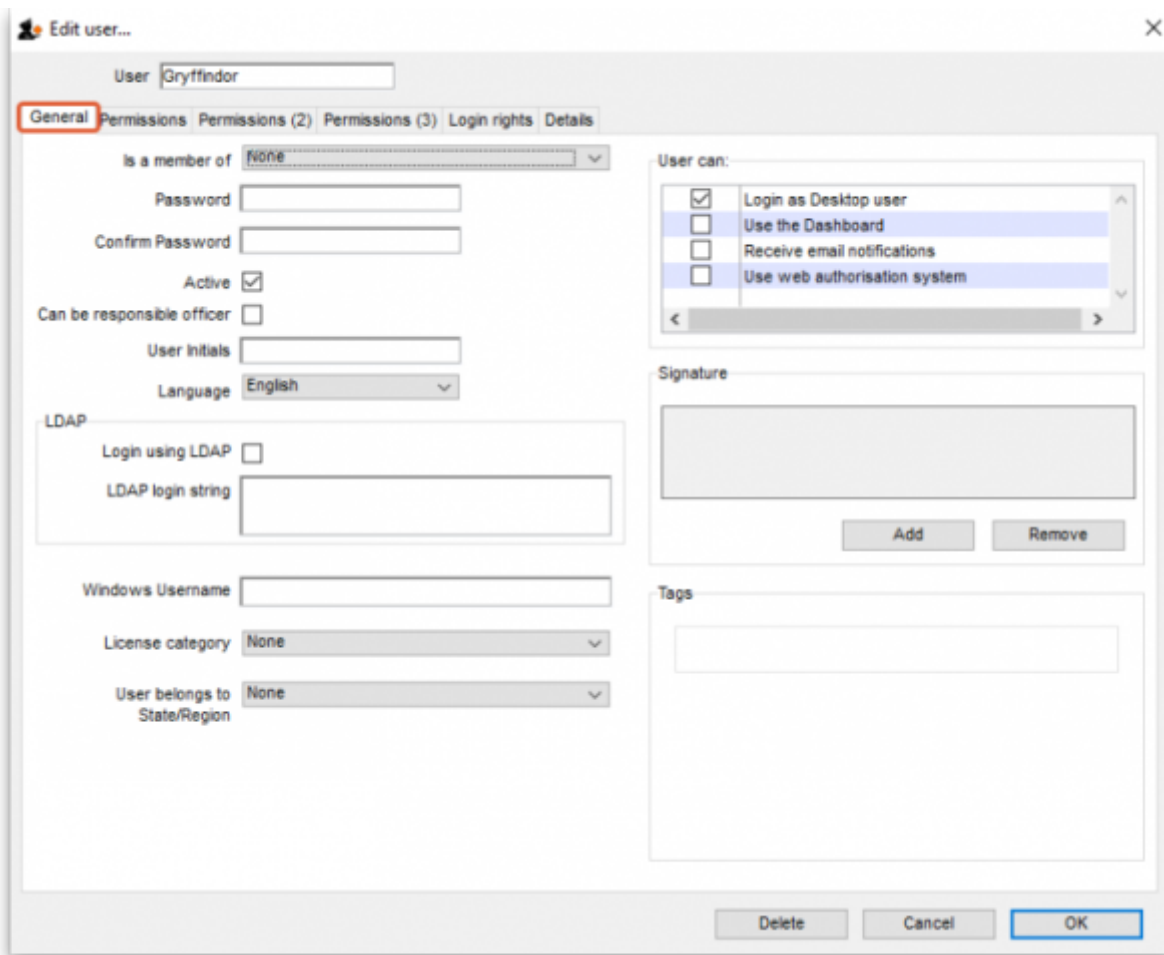 Edit user...
User Gryffindor
General Permissions Permissions (2) Permissions (3) Login rights Details
Is a member of None
Password
Confirm Password
Active
Can be responsible officer
User Initials
Language English
LDAP
Login using LDAP
LDAP login string
Windows Username
License category None
User belongs to None
State/Region
User can:
Login as Desktop user
Use the Dashboard
Receive email notifications
Use web authorisation system
Signature
Add Remove
Tags
Delete Cancel OK